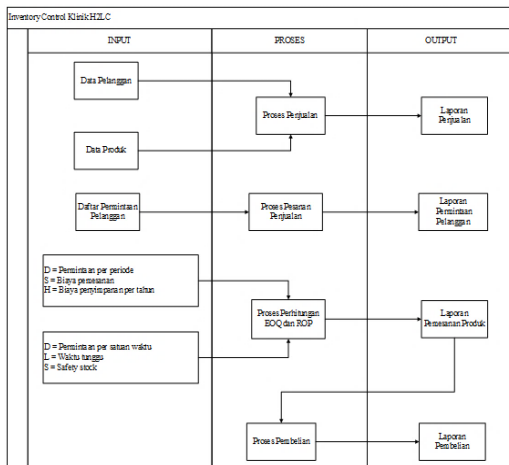 Inventory Control Klinik H2LC
INPUT
PROSES
OUTPUT
Data Pelanggan
Proses Penjualan
Laporan
Penjualan
Data Produk
Daftar Permintaan
Pelanggan
Proses Pesanan
Penjualan
Laporan
Permintaan
Pelanggan
D = Permintaan per periode
S = Biaya pemesanan
H = Biaya penyimpanan per tahun
Proses Perhitungan
EOQ dan ROP
Laporan
Pemesanan Produk
D = Permintaan per satuan waktu
L = Waktu tunggu
S = Safety stock
Proses Pembelian
Laporan
Pembelian